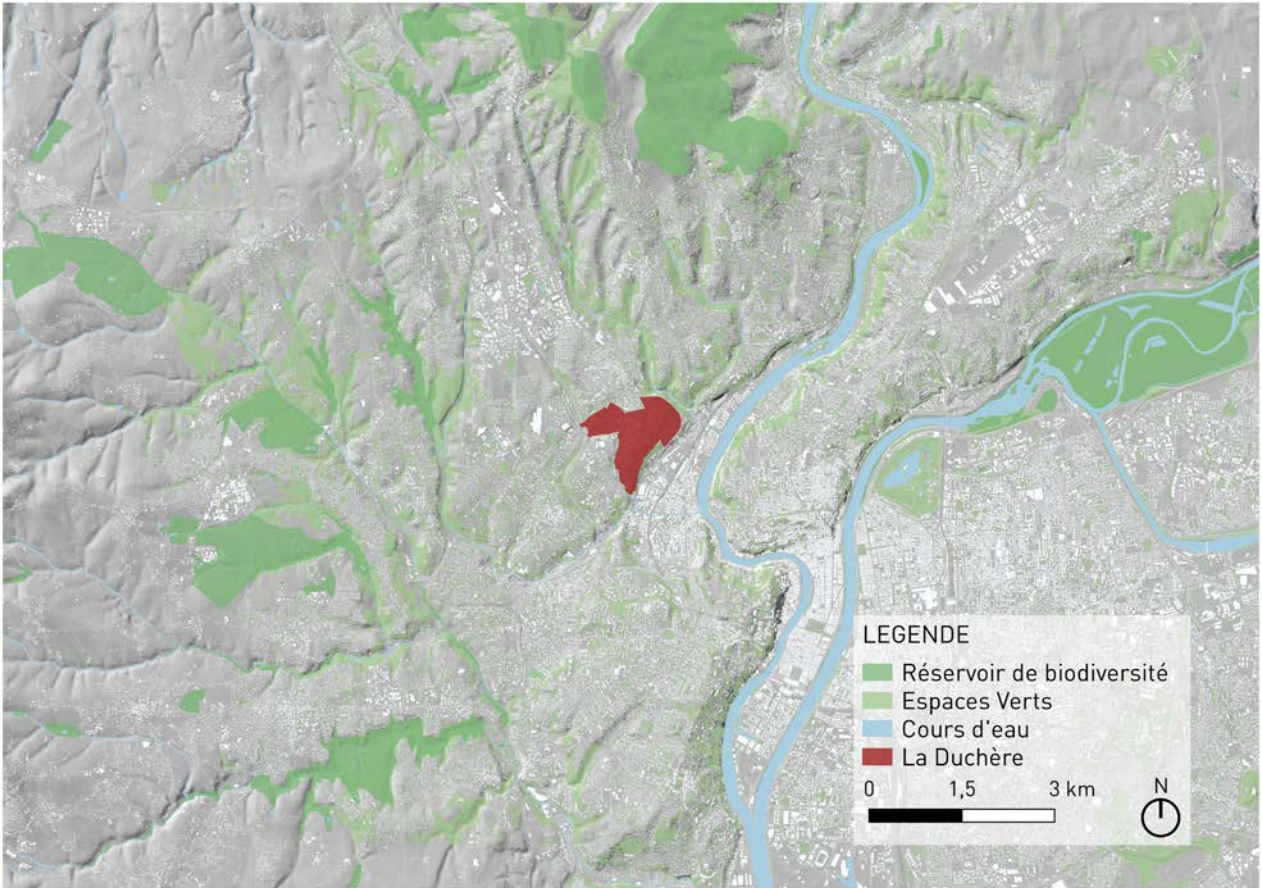 LEGENDE
Réservoir de biodiversité
Espaces Verts
Cours d'eau
La Duchère
0 1,5 3 km
N